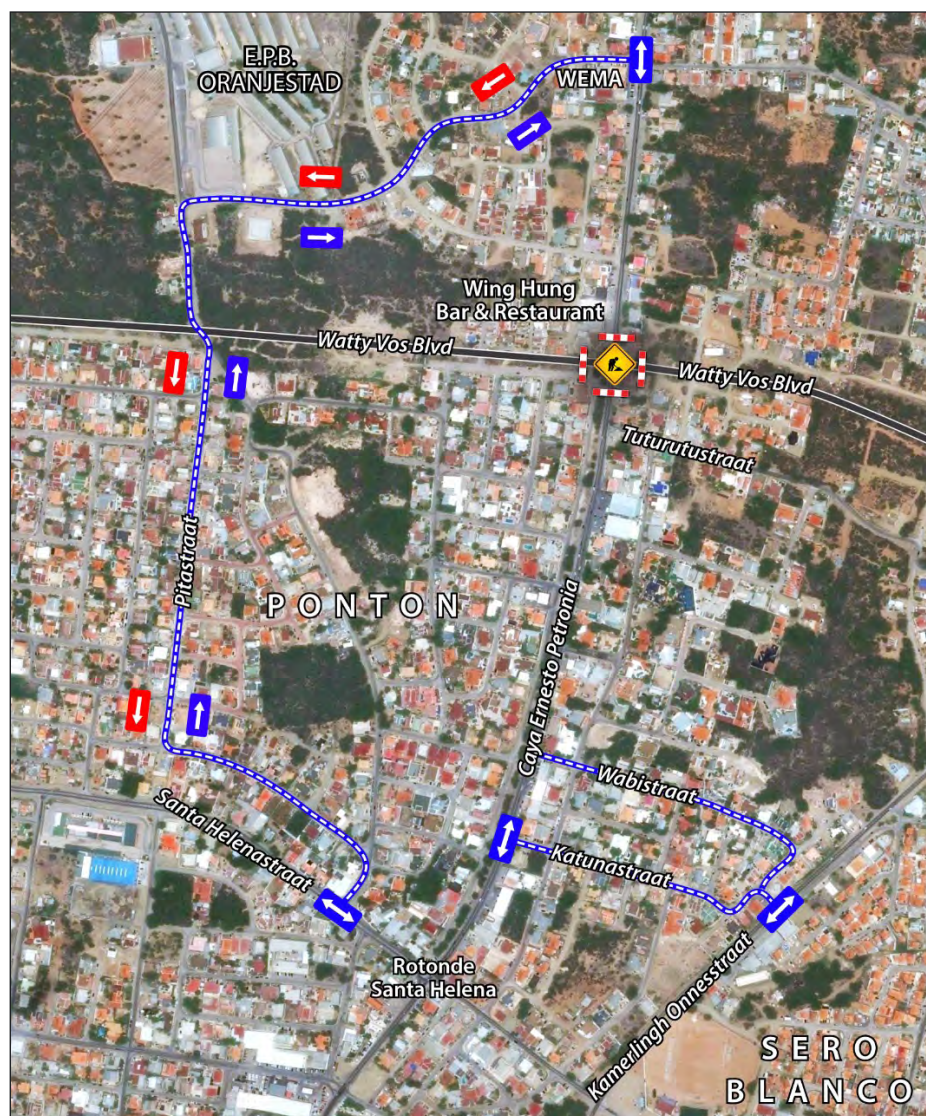 E.P.B.
ORANJESTAD
WEMA
Wing Hung
Bar & Restaurant
Watty Vos Blvd
Watty Vos Blvd
Tuturutustraat
Pitastraat
PONTON
Caya Ernesto Petronia
Wabistraat
Santa Helenastraat
Katunastraat
Rotonde
Santa Helena
Kamerlingh Onnesstraat
SERO
BLANCO